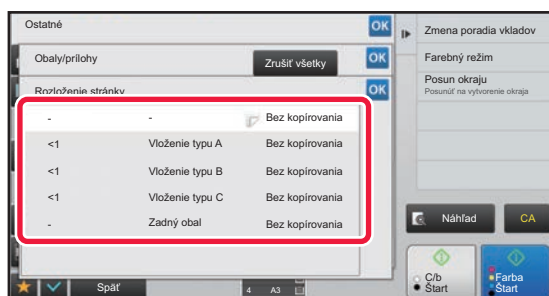 Ostatné
OK
Obaly/prílohy
Zrušiť všetky
OK
Rozloženie stránky
OK
- - Bez kopírovania
<1 Vloženie typu A Bez kopírovania
<1 Vloženie typu B Bez kopírovania
<1 Vloženie typu C Bez kopírovania
- Zadný obal Bez kopírovania
Späť
4 A3
Zmena poradia vkladov
Farebný režim
Posun okraju
Posunúť na vytvorenie okraja
Náhľad
CA
C/b
Štart
Farba
Štart